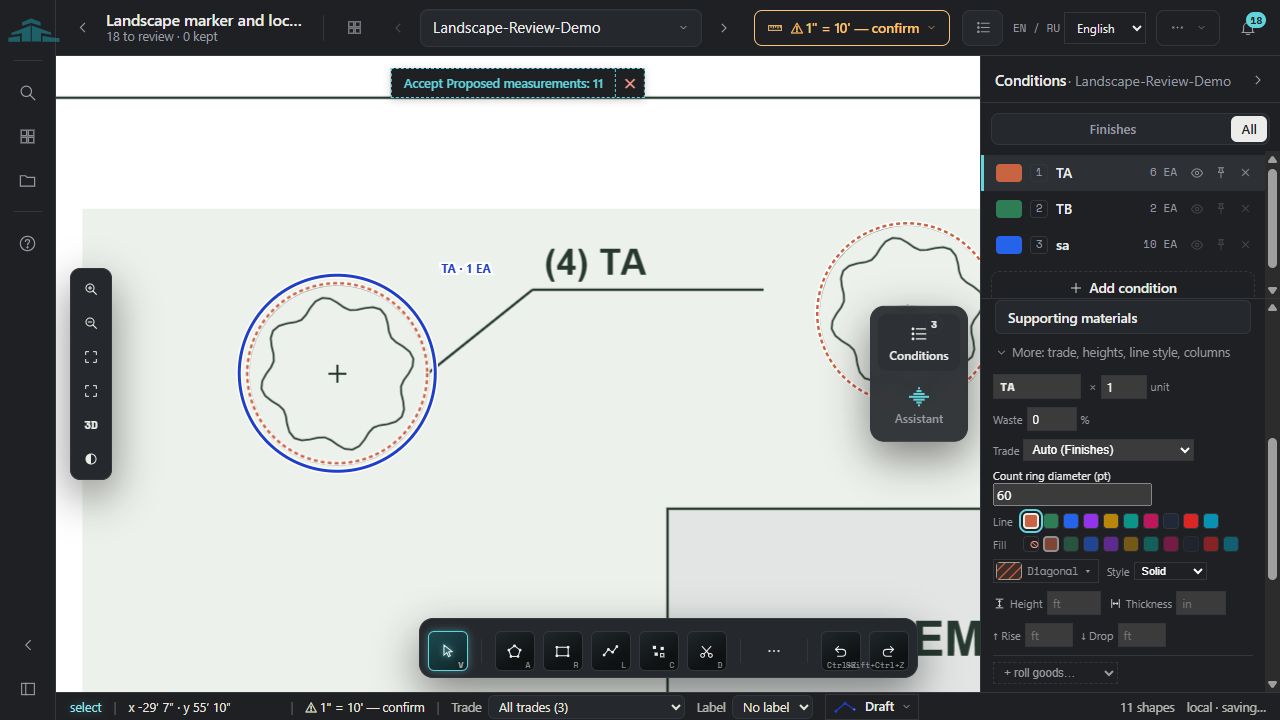 Landscape marker and loc...
18 to review · 0 kept
Landscape-Review-Demo
1" = 10' — confirm
EN / RU
English
18
Accept Proposed measurements: 11
Conditions · Landscape-Review-Demo
Finishes
All
1 TA 6 EA
2 TB 2 EA
3 sa 10 EA
+ Add condition
Supporting materials
More: trade, heights, line style, columns
TA × 1 unit
Waste 0 %
Trade Auto (Finishes)
Count ring diameter (pt)
60
Line
Fill
Diagonal Style Solid
Height ft Thickness in
↑ Rise ft ↓ Drop ft
+ roll goods...
3D
TA · 1 EA
(4) TA
3
Conditions
Assistant
EM
V A R L C D
Shift+Ctrl+Z
select x -29' 7" · y 55' 10" 1" = 10' — confirm Trade All trades (3) Label No label Draft 11 shapes local · saving...